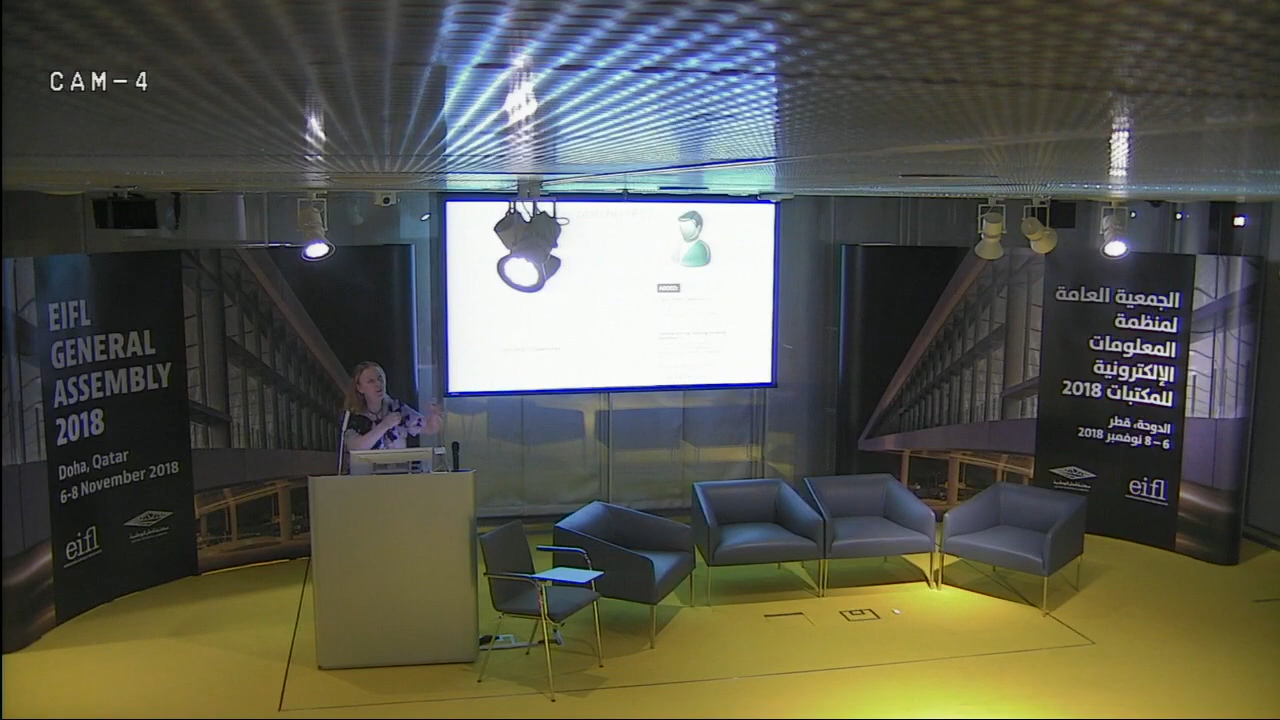 CAM-4
EIFL
GENERAL
ASSEMBLY
2018
Doha, Qatar
6-8 November 2018
eifl
الجمعية العامة
لمنظمة
المعلومات
الإلكترونية
للمكتبات 2018
الدوحة، قطر
6 – 8 نوفمبر 2018
eifl